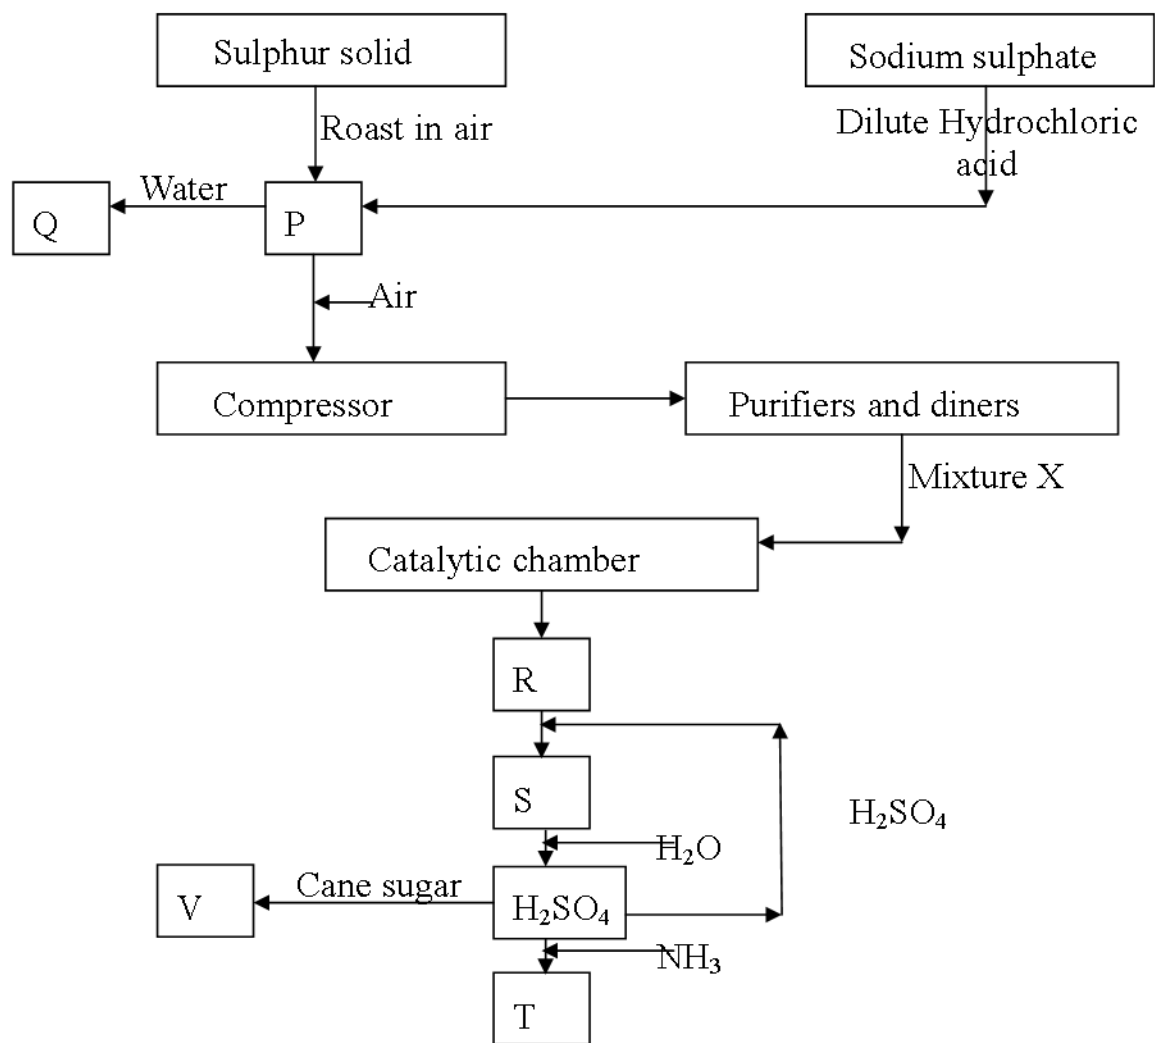 Sulphur solid
Sodium sulphate
Roast in air
Dilute Hydrochloric
acid
Water
Q
P
Air
Compressor
Purifiers and diners
Mixture X
Catalytic chamber
R
S
H₂SO₄
H₂O
V
Cane sugar
H₂SO₄
NH₃
T